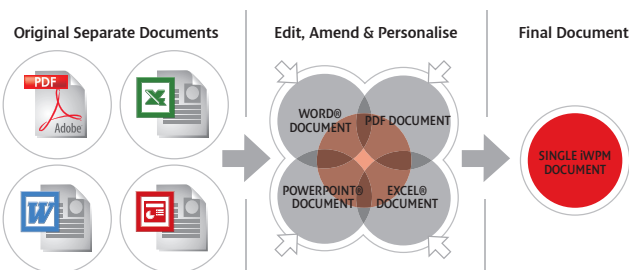 Original Separate Documents
Edit, Amend & Personalise
Final Document
PDF
Adobe
X
W
P
WORD®
DOCUMENT
PDF DOCUMENT
POWERPOINT®
DOCUMENT
EXCEL®
DOCUMENT
SINGLE iWPM
DOCUMENT